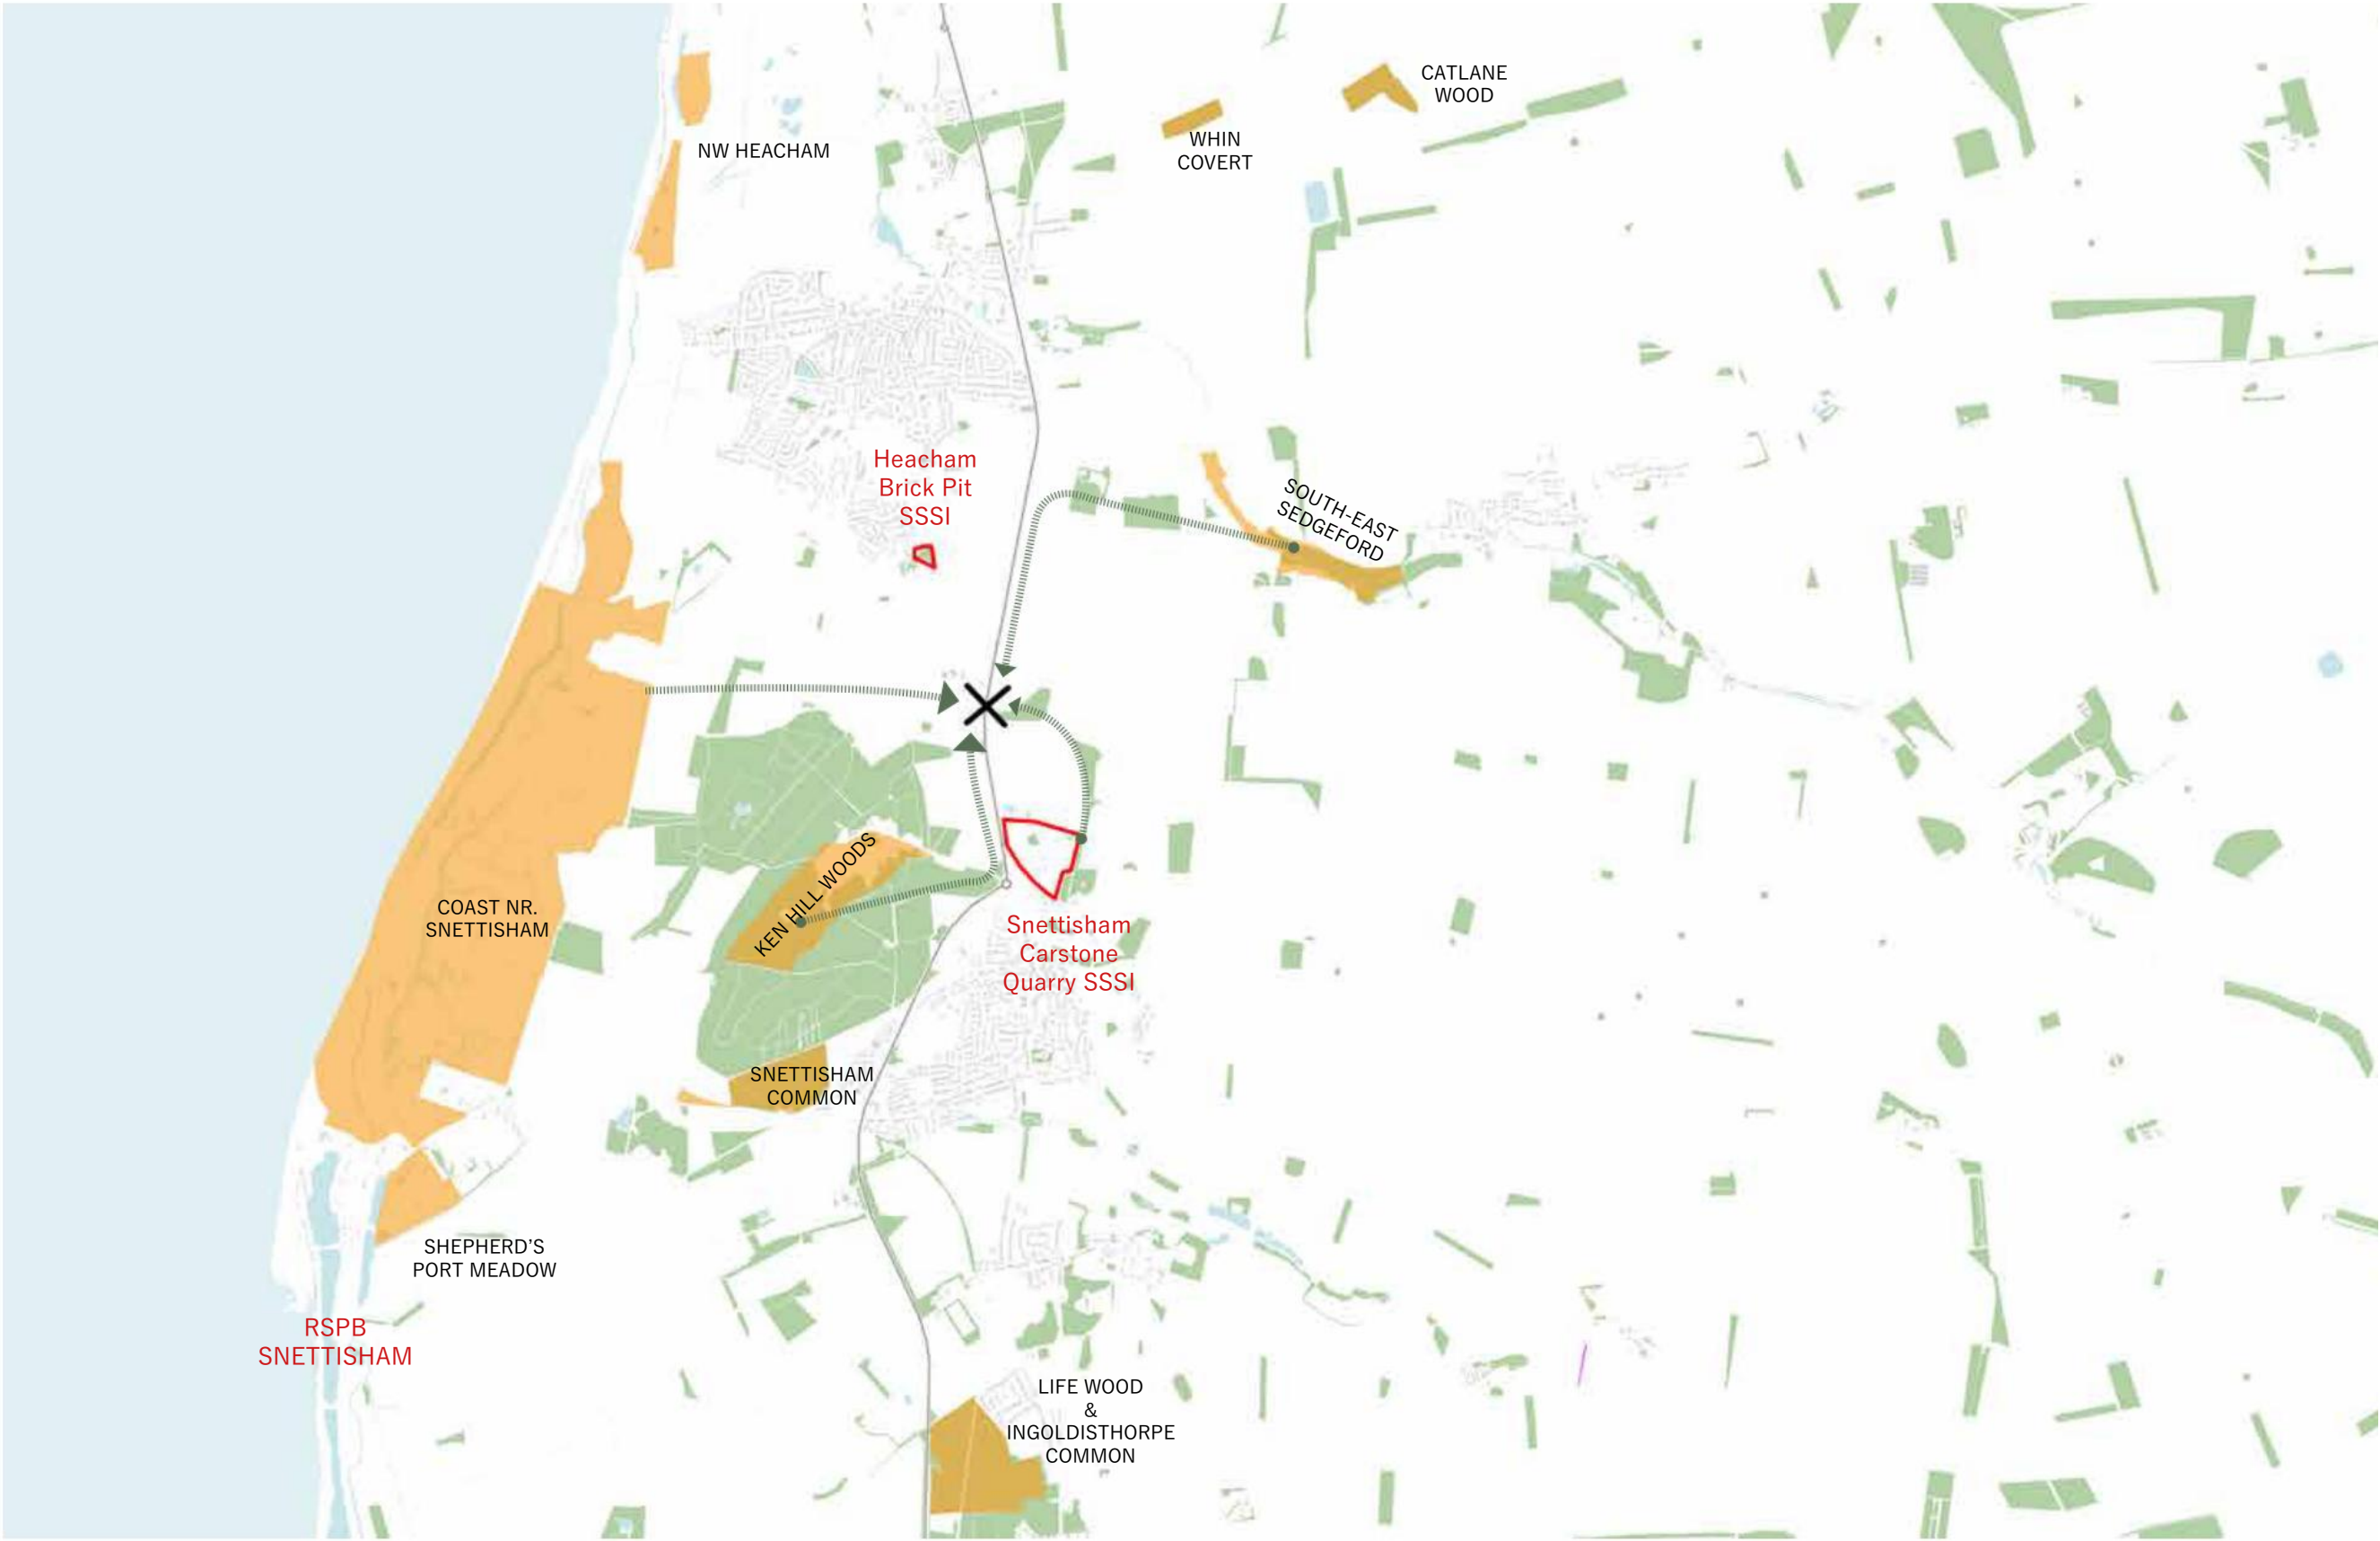 CATLANE
WOOD
WHIN
COVERT
NW HEACHAM
Heacham
Brick Pit
SSSI
SOUTH-EAST
SEDGEFORD
KEN HILL WOODS
COAST NR.
SNETTISHAM
Snettisham
Carstone
Quarry SSSI
SNETTISHAM
COMMON
SHEPHERD'S
PORT MEADOW
RSPB
SNETTISHAM
LIFE WOOD
&
INGOLDISTHORPE
COMMON